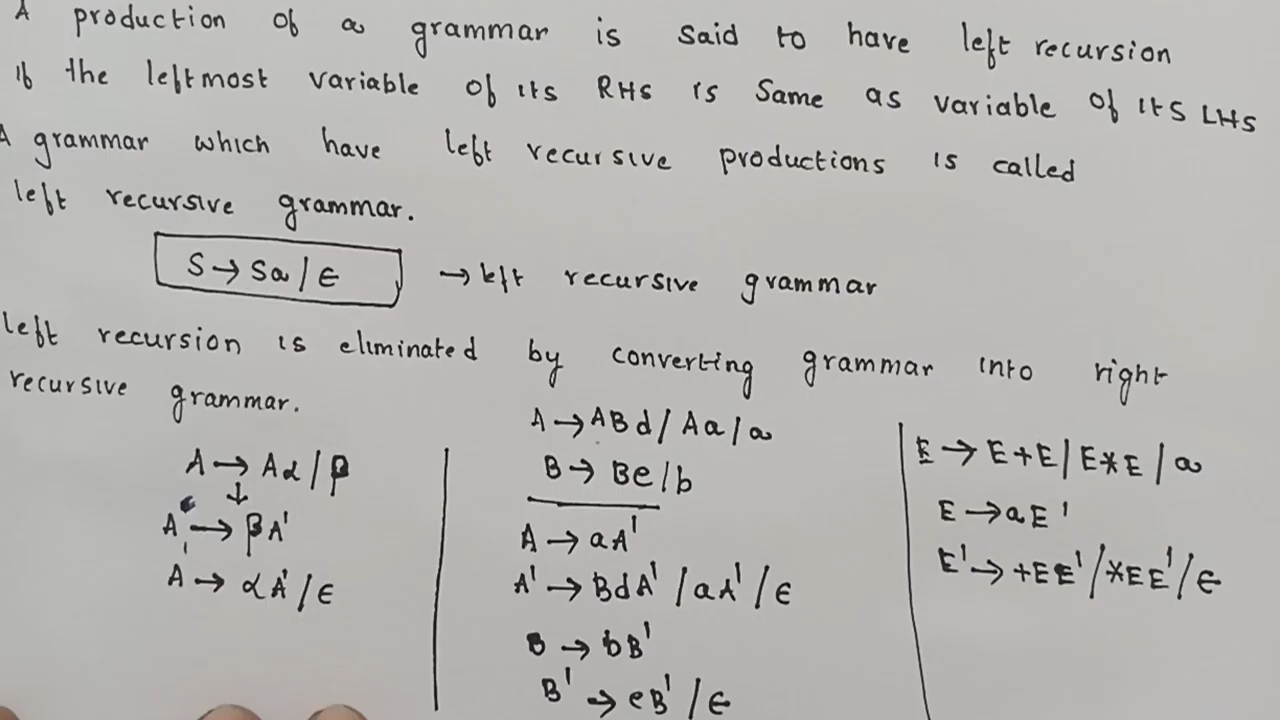 A production of a grammar is said to have left recursion
if the leftmost variable of its RHS is same as variable of its LHS
A grammar which have left recursive productions is called
left recursive grammar.
S → Sa / ∈ → left recursive grammar
left recursion is eliminated by converting grammar into right
recursive grammar.
A → Aα / β
↓
A → βA'
A' → αA' / ∈
A → ABd / Aa / a
B → Be / b
A → aA'
A' → BdA' / aA' / ∈
B → bB'
B' → eB' / ∈
E → E+E | E*E / a
E → aE'
E' → +EE' / *EE' / ∈